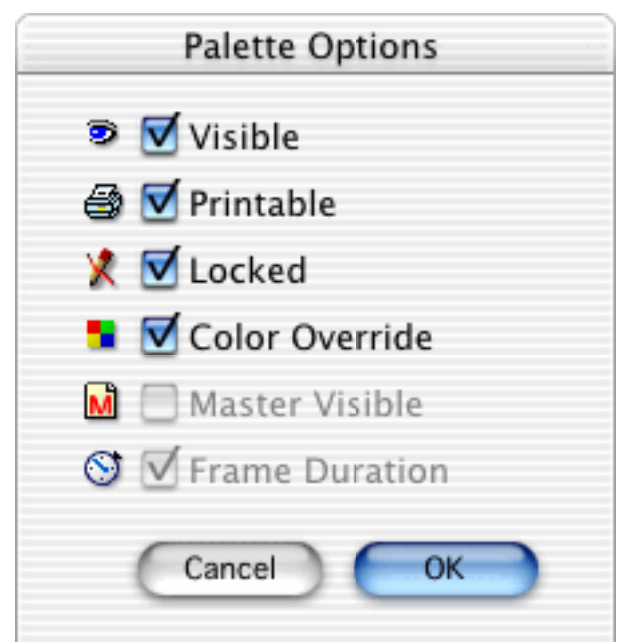 Palette Options
Visible
Printable
Locked
Color Override
M Master Visible
Frame Duration
Cancel OK